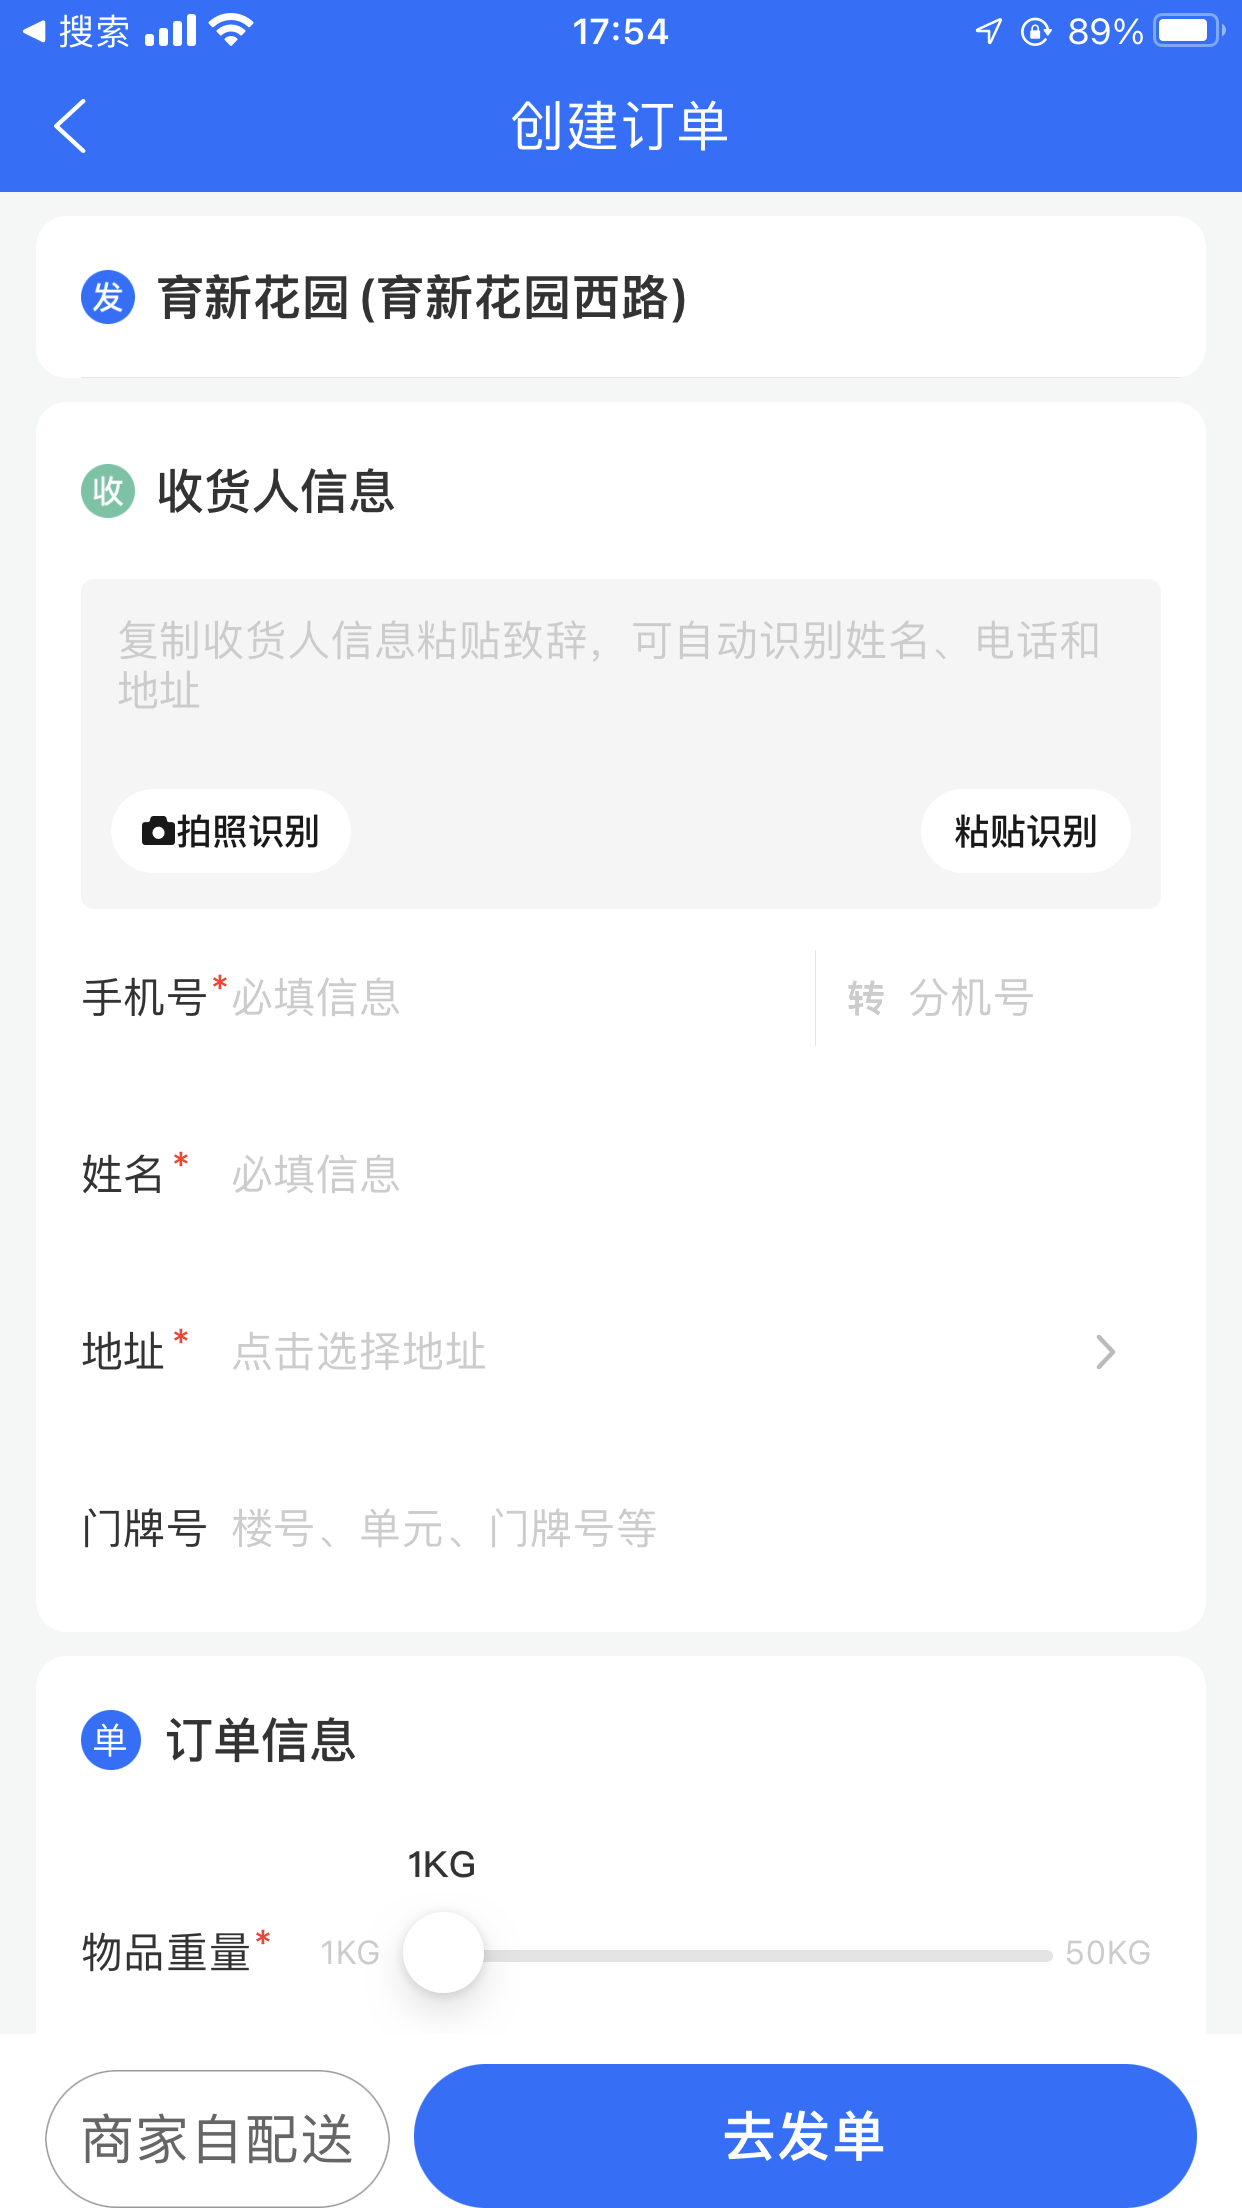 搜索 17:54 89%
创建订单
发 育新花园 (育新花园西路)
收 收货人信息
复制收货人信息粘贴致辞，可自动识别姓名、电话和
地址
拍照识别 粘贴识别
手机号* 必填信息 转 分机号
姓名* 必填信息
地址* 点击选择地址
门牌号 楼号、单元、门牌号等
单 订单信息
1KG
物品重量* 1KG 50KG
商家自配送 去发单